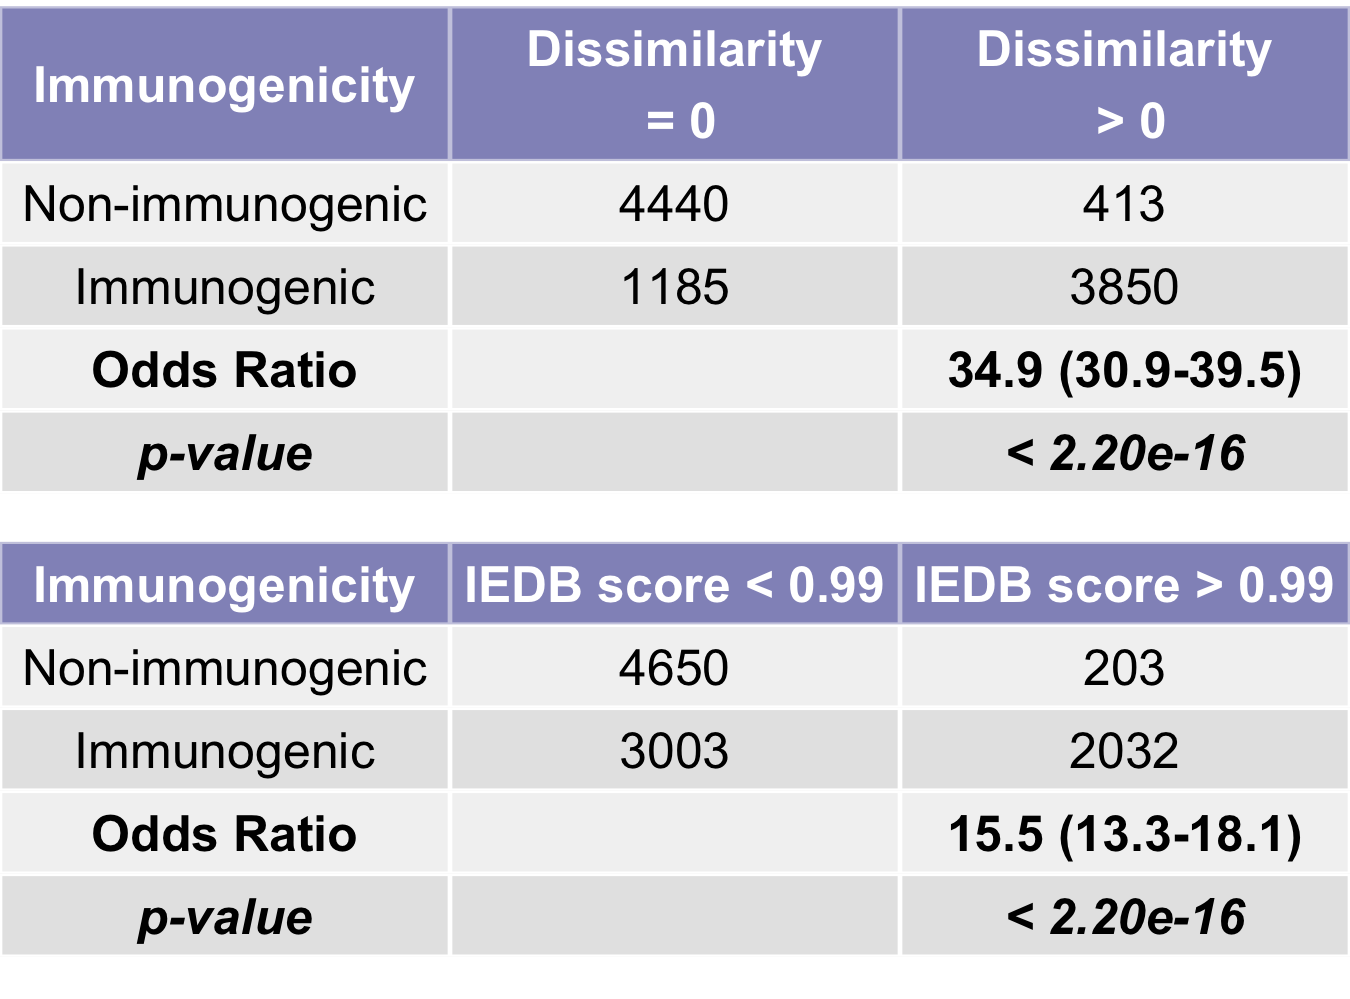 Immunogenicity Dissimilarity = 0 Dissimilarity > 0
Non-immunogenic 4440 413
Immunogenic 1185 3850
Odds Ratio 34.9 (30.9-39.5)
p-value < 2.20e-16
Immunogenicity IEDB score < 0.99 IEDB score > 0.99
Non-immunogenic 4650 203
Immunogenic 3003 2032
Odds Ratio 15.5 (13.3-18.1)
p-value < 2.20e-16